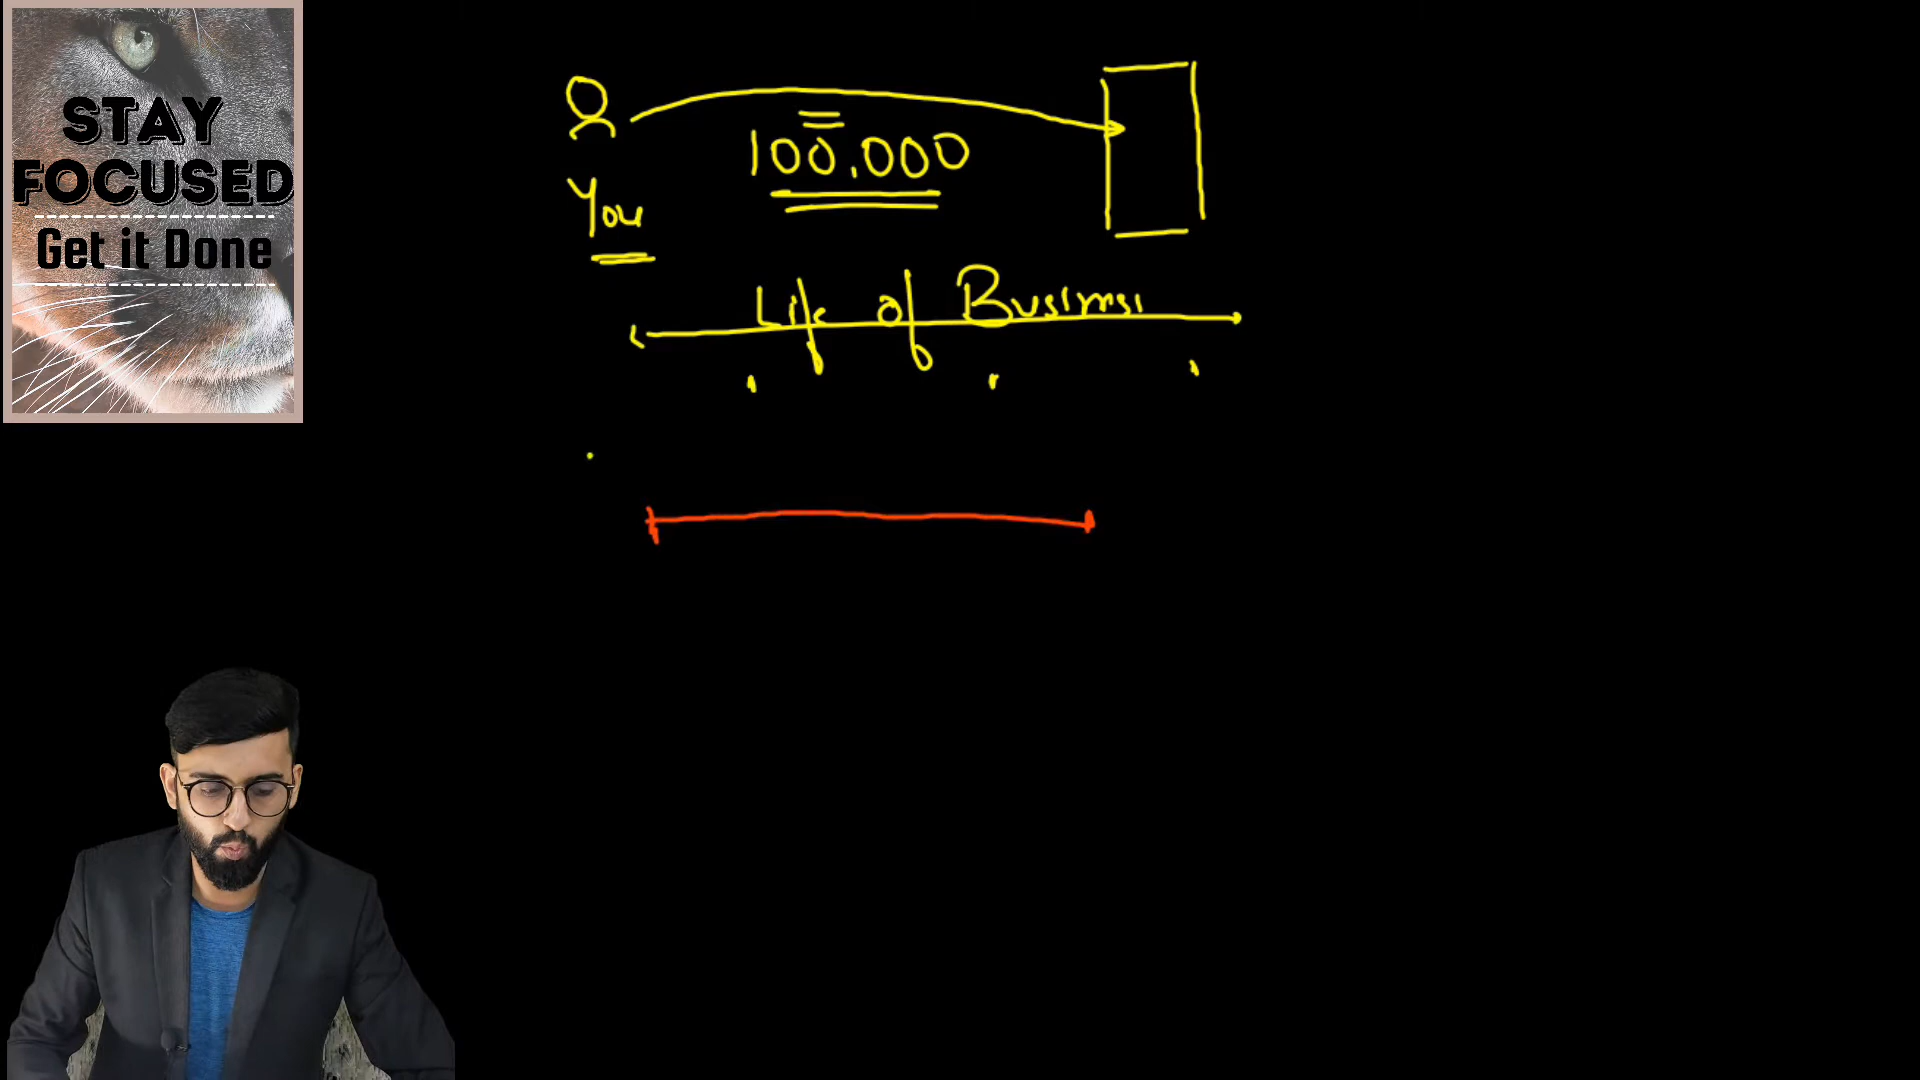 STAY
FOCUSED
Get it Done
100,000
You
Life of Business